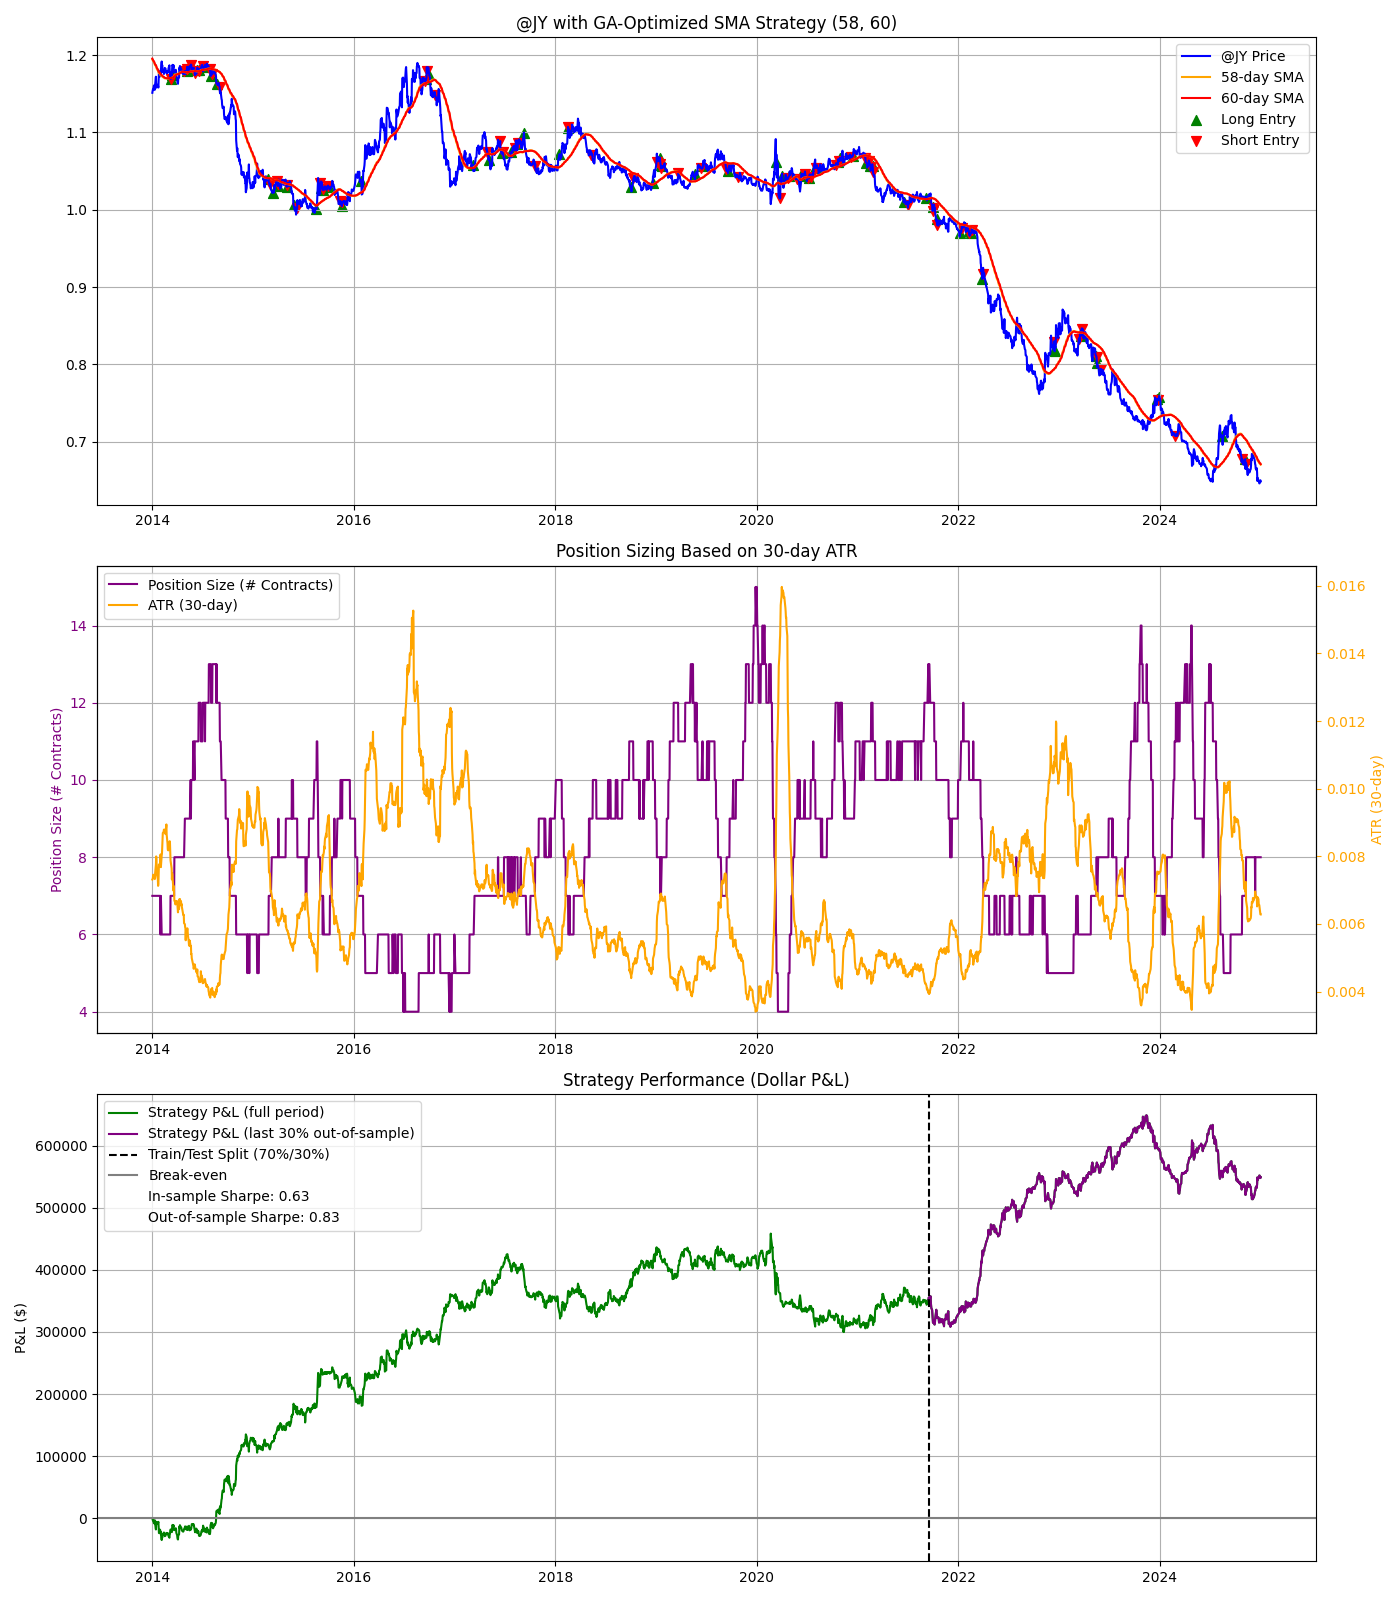 @JY with GA-Optimized SMA Strategy (58, 60)
1.2
1.1
1.0
0.9
0.8
0.7
@JY Price
58-day SMA
60-day SMA
Long Entry
Short Entry
2014
2016
2018
2020
2022
2024
Position Sizing Based on 30-day ATR
Position Size (# Contracts)
14
12
10
8
6
4
Position Size (# Contracts)
ATR (30-day)
0.016
0.014
0.012
0.010
0.008
0.006
0.004
ATR (30-day)
2014
2016
2018
2020
2022
2024
Strategy Performance (Dollar P&L)
P&L ($)
600000
500000
400000
300000
200000
100000
0
Strategy P&L (full period)
Strategy P&L (last 30% out-of-sample)
Train/Test Split (70%/30%)
Break-even
In-sample Sharpe: 0.63
Out-of-sample Sharpe: 0.83
2014
2016
2018
2020
2022
2024